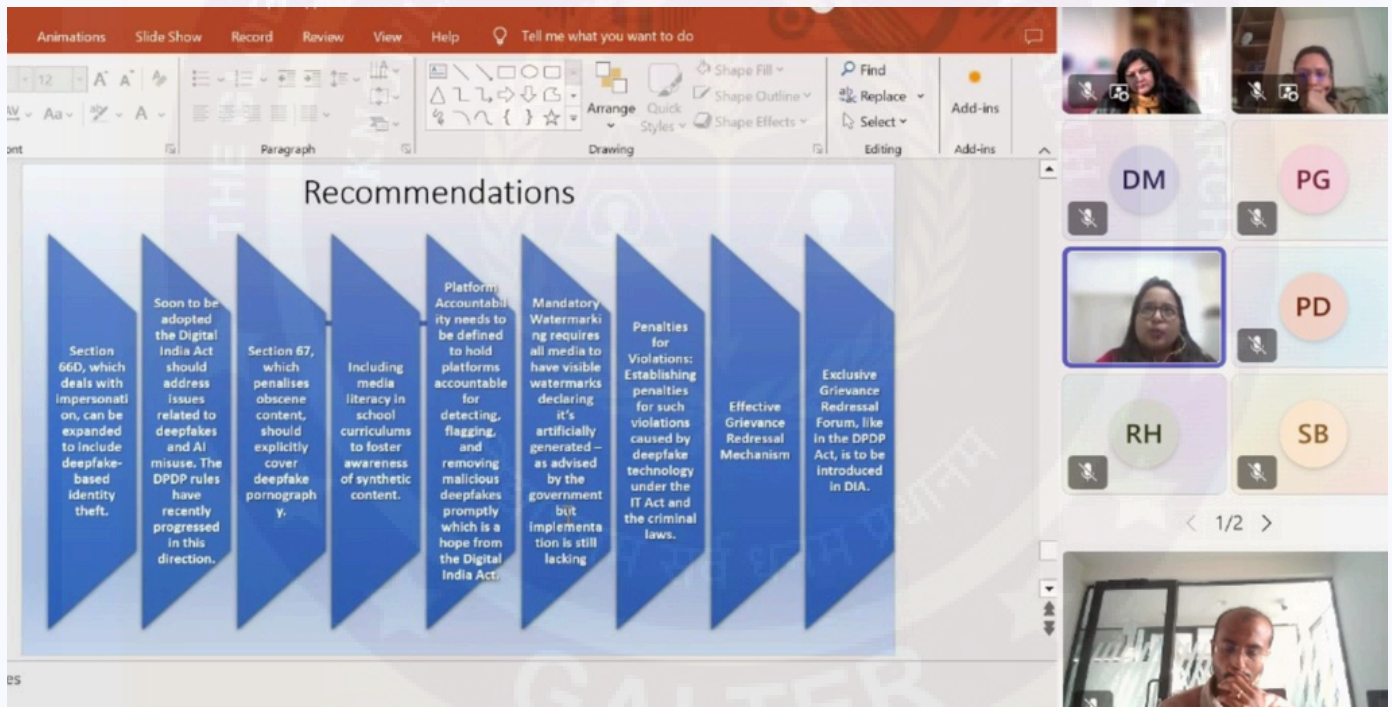 Animations Slide Show Record Review View Help Tell me what you want to do
12 A A Shape Fill Find
AV Aa A Arrange Quick Shape Outline Replace Add-ins
Styles Shape Effects Select
ont Paragraph Drawing Editing Add-ins
Recommendations
Section
66D, which
deals with
impersonati
on, can be
expanded
to include
deepfake-
based
identity
theft.
Soon to be
adopted
the Digital
India Act
should
address
issues
related to
deepfakes
and AI
misuse. The
DPDP rules
have
recently
progressed
in this
direction.
Section 67,
which
penalises
obscene
content,
should
explicitly
cover
deepfake
pornograph
y.
Including
media
literacy in
school
curriculums
to foster
awareness
of synthetic
content.
Platform
Accountabil
ity needs to
be defined
to hold
platforms
accountable
for
detecting,
flagging,
and
removing
malicious
deepfakes
promptly
which is a
hope from
the Digital
India Act.
Mandatory
Watermarki
ng requires
all media to
have visible
watermarks
declaring
it's
artificially
generated –
as advised
by the
government
but
implementa
tion is still
lacking
Penalties
for
Violations:
Establishing
penalties
for such
violations
caused by
deepfake
technology
under the
IT Act and
the criminal
laws.
Effective
Grievance
Redressal
Mechanism
Exclusive
Grievance
Redressal
Forum, like
in the DPDP
Act, is to be
introduced
in DIA.
es
DM
PG
PD
RH
SB
1/2